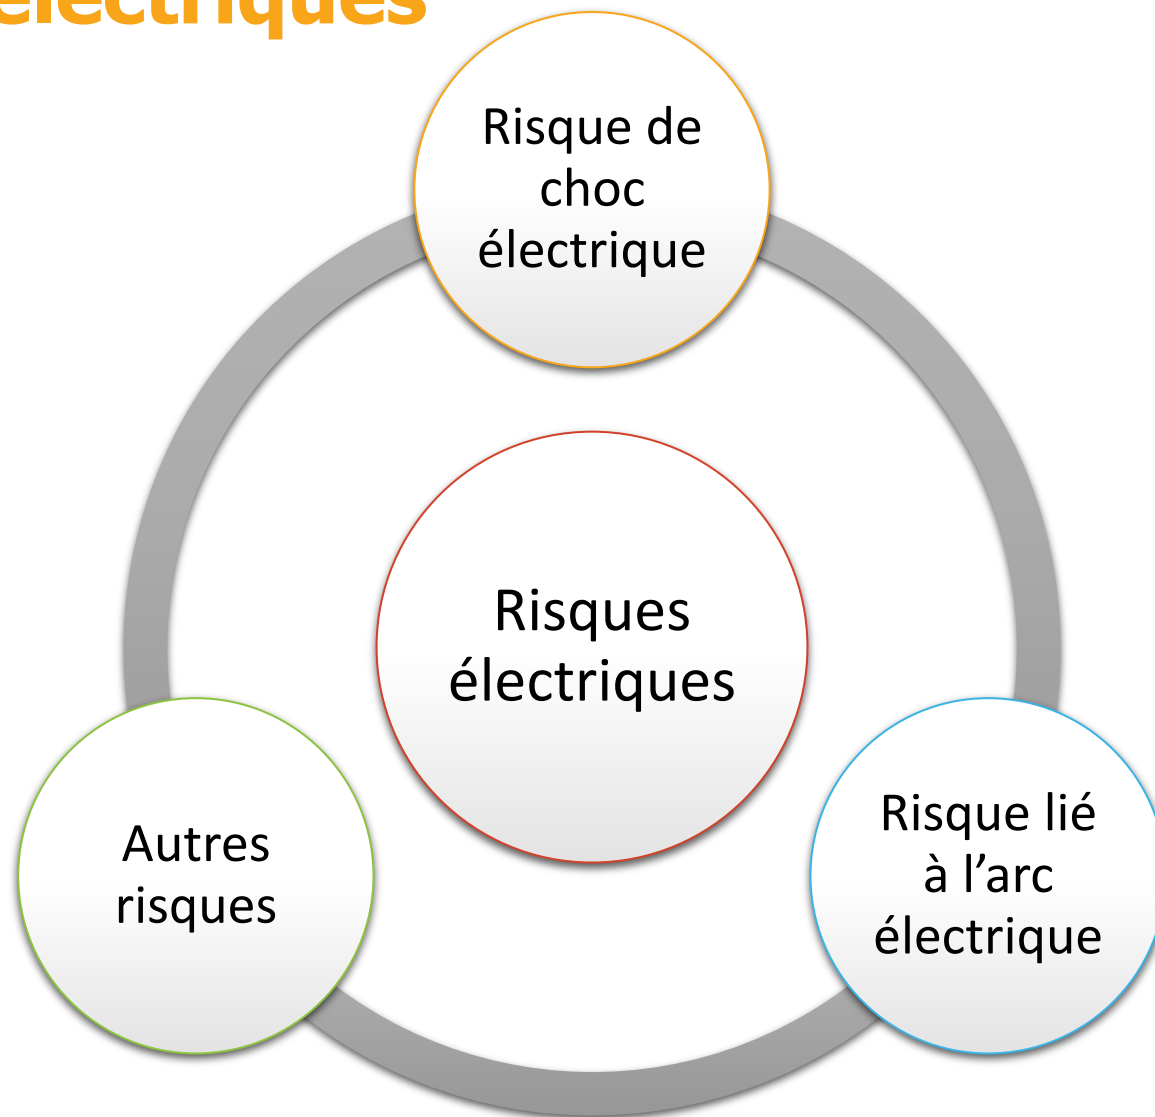 électriques
Risque de
choc
électrique
Risques
électriques
Autres
risques
Risque lié
à l’arc
électrique